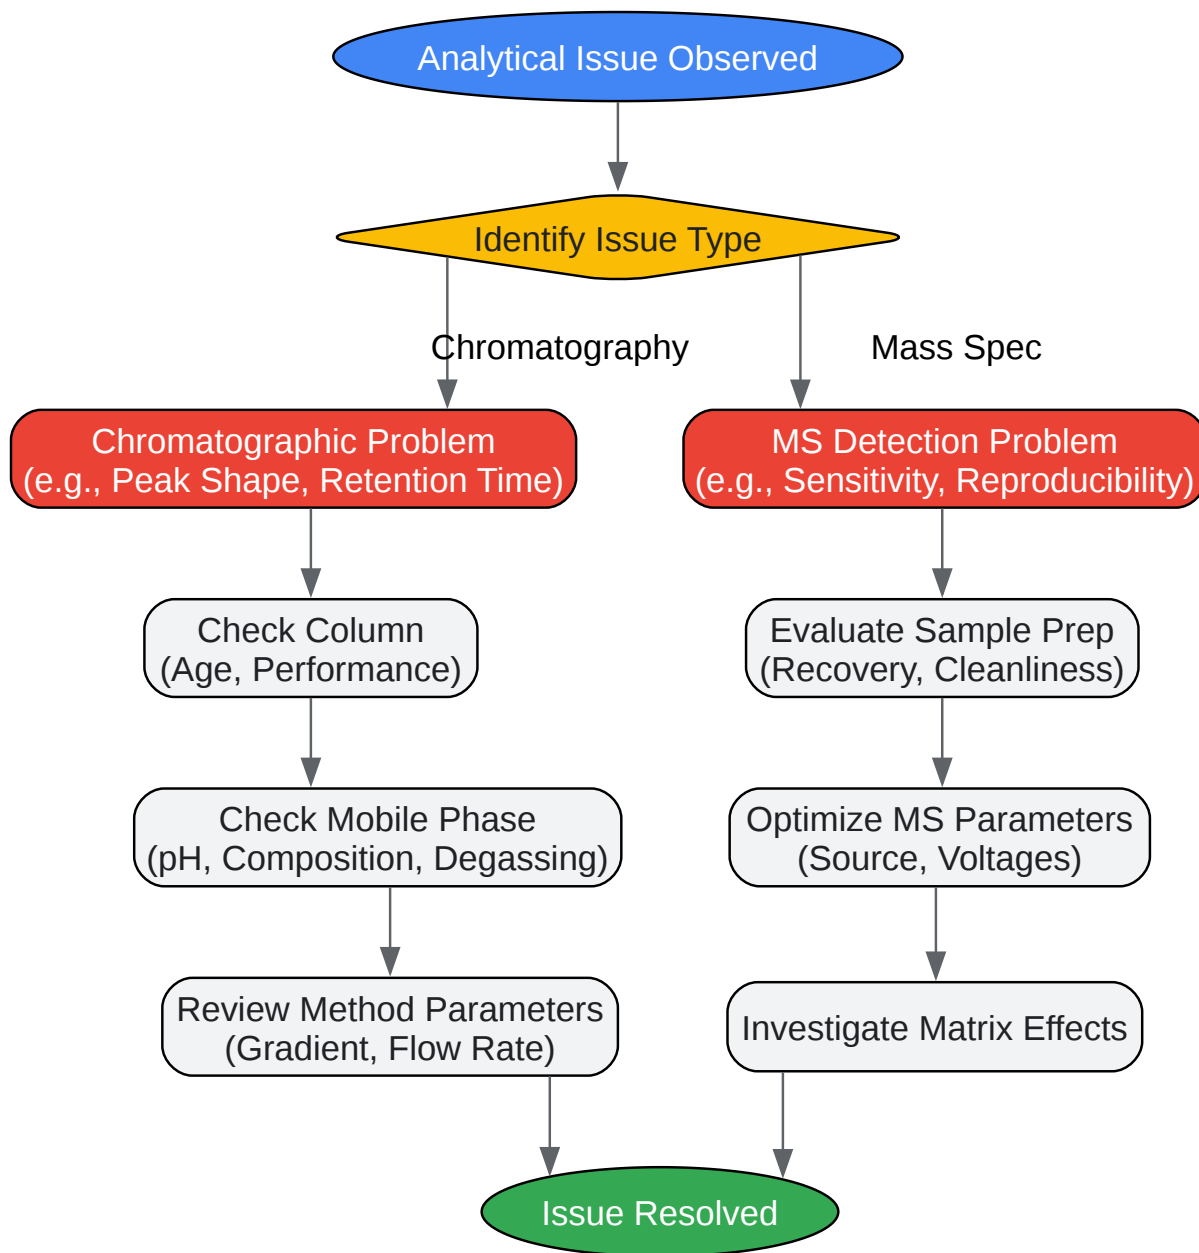 Analytical Issue Observed
Identify Issue Type
Chromatography
Mass Spec
Chromatographic Problem
(e.g., Peak Shape, Retention Time)
MS Detection Problem
(e.g., Sensitivity, Reproducibility)
Check Column
(Age, Performance)
Evaluate Sample Prep
(Recovery, Cleanliness)
Check Mobile Phase
(pH, Composition, Degassing)
Optimize MS Parameters
(Source, Voltages)
Review Method Parameters
(Gradient, Flow Rate)
Investigate Matrix Effects
Issue Resolved